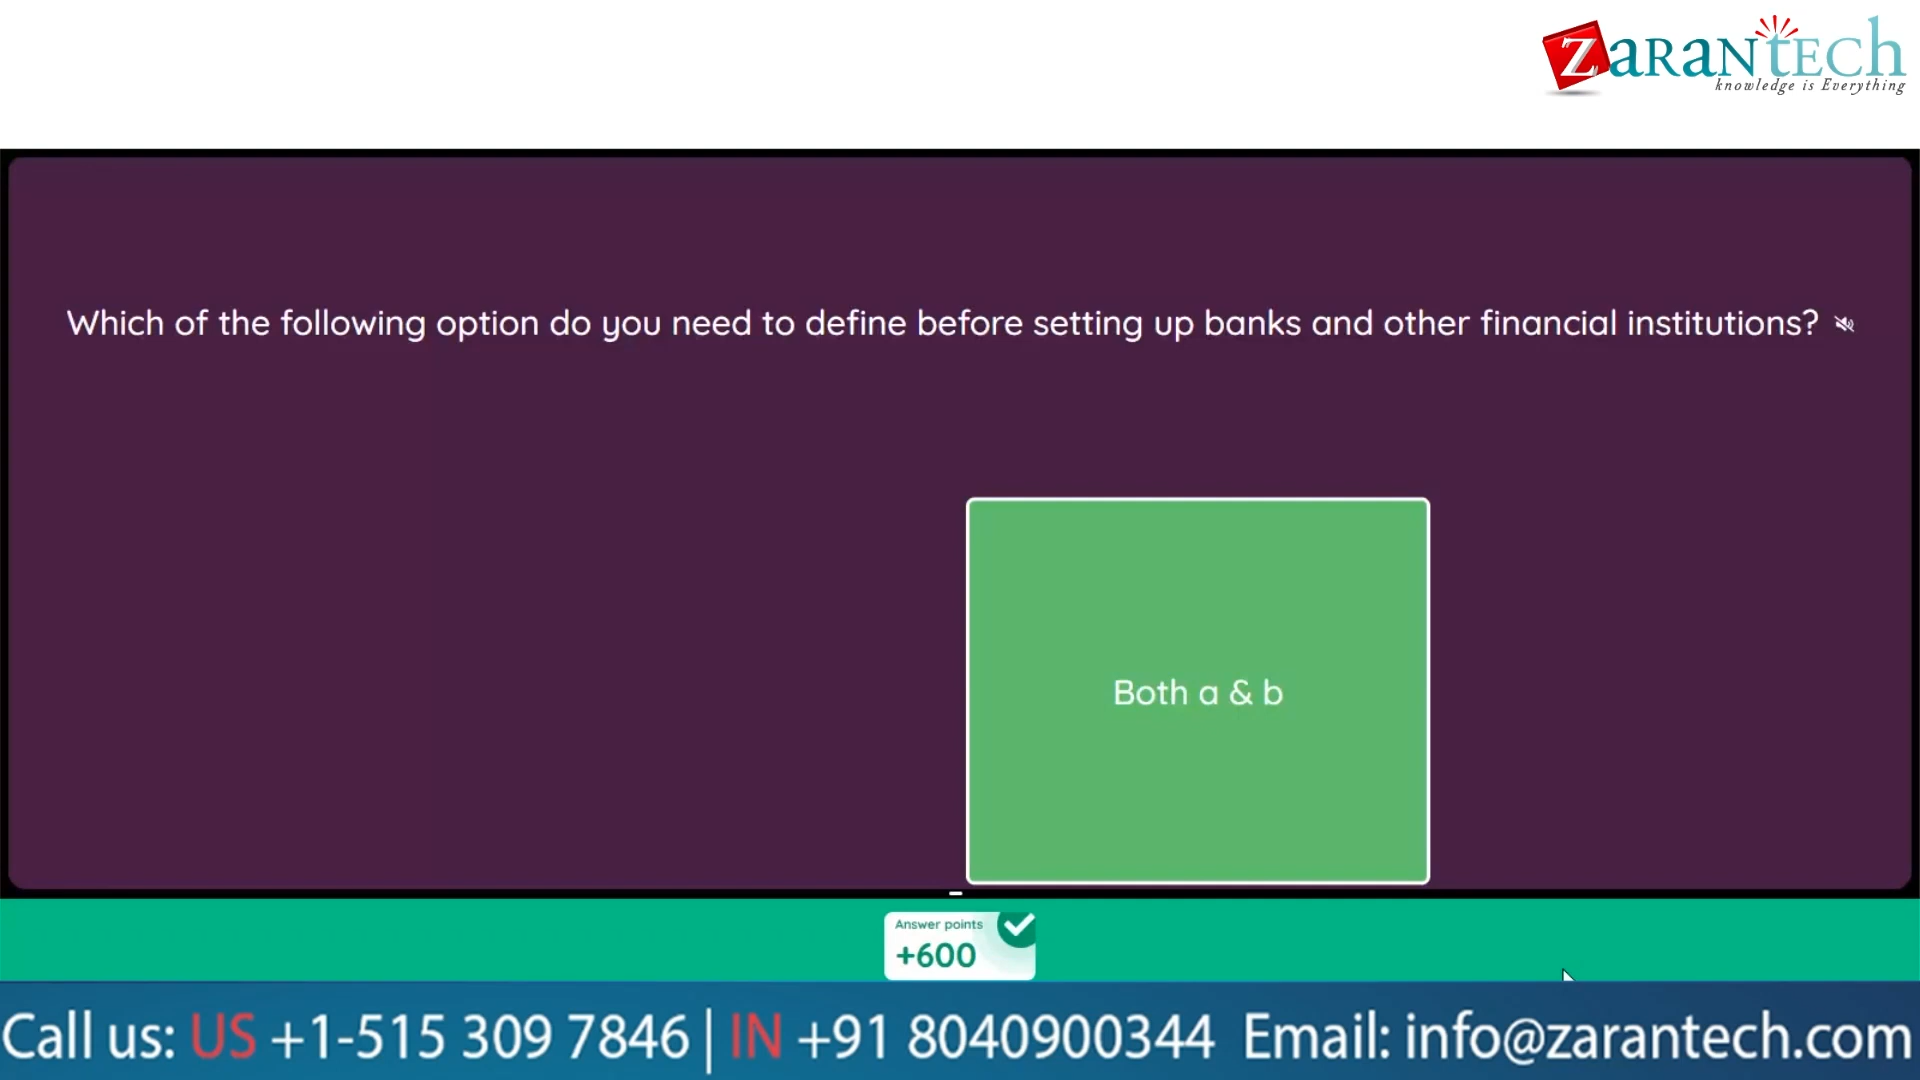 ZARANTECH
knowledge is Everything
Which of the following option do you need to define before setting up banks and other financial institutions?
Both a & b
Answer points
+600
Call us: US +1-515 309 7846 | IN +91 8040900344 Email: info@zarantech.com